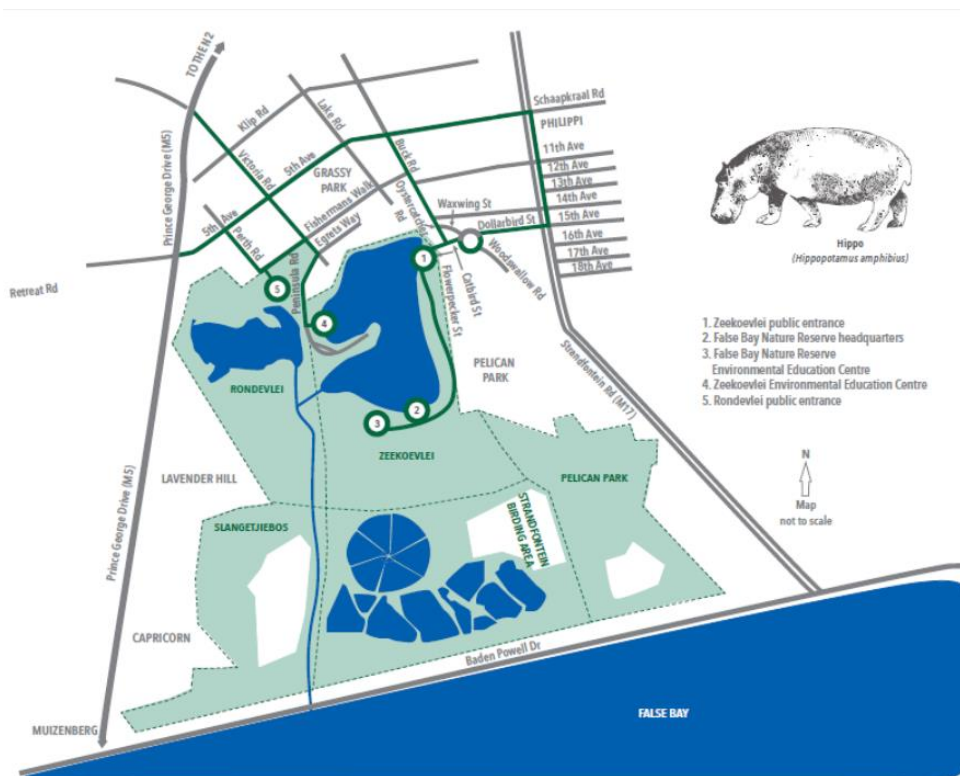 TO THE N2
Klip Rd
Lake Rd
Buck Rd
Schaapkraal Rd
PHILIPPI
Prince George Drive (M5)
Victoria Rd
5th Ave
GRASSY
PARK
Fishermans Walk
Oystercatcher
Rd
11th Ave
12th Ave
13th Ave
14th Ave
15th Ave
16th Ave
17th Ave
18th Ave
Waxwing St
Dollarbird St
Woodswallow Rd
5th Ave
Perth Rd
Egrets Way
Peninsula Rd
Retreat Rd
1
Flowerpecker St
Catbird St
5
4
Hippo
(Hippopotamus amphibius)
1. Zeekoevlei public entrance
2. False Bay Nature Reserve headquarters
3. False Bay Nature Reserve
Environmental Education Centre
4. Zeekoevlei Environmental Education Centre
5. Rondevlei public entrance
PELICAN
PARK
Strandfontein Rd (M17)
RONDEVLEI
2
3
ZEEKOEVLEI
LAVENDER HILL
PELICAN PARK
N
Map
not to scale
SLANGETJIEBOS
STRANDFONTEIN
BIRDING AREA
Prince George Drive (M5)
CAPRICORN
Baden Powell Dr
MUIZENBERG
FALSE BAY